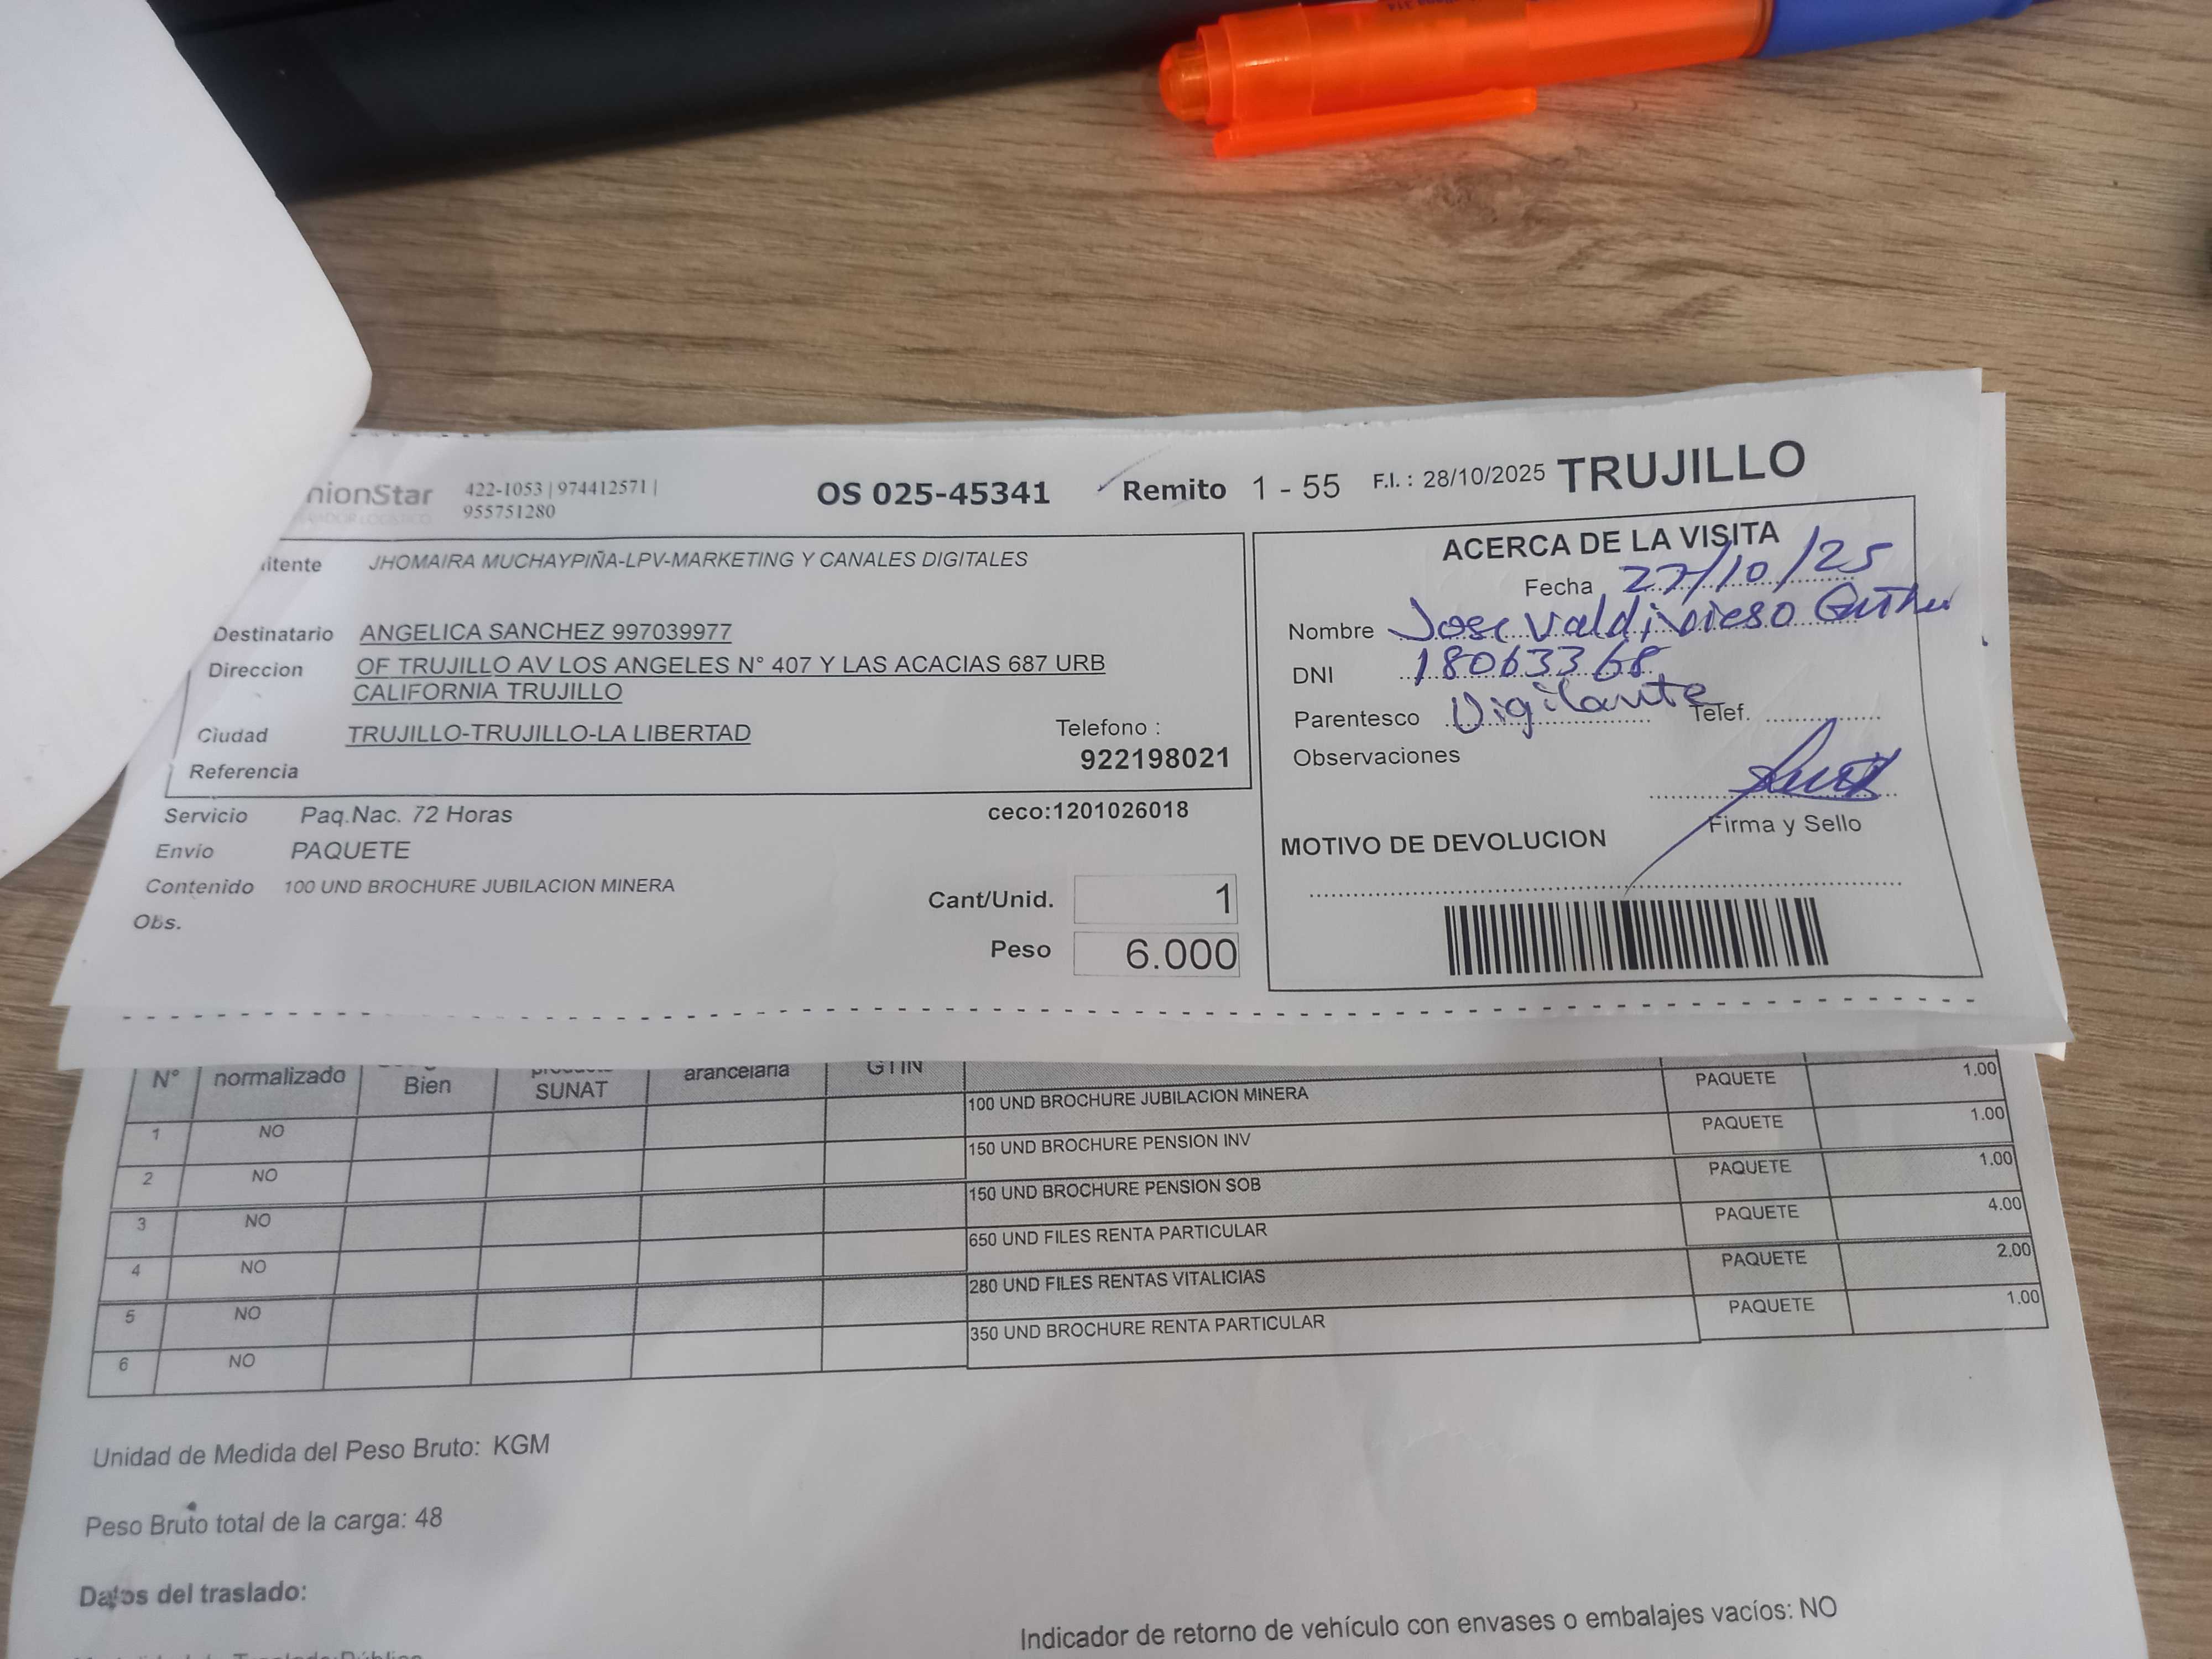 nionStar 422-1053 | 974412571 |
955751280
OS 025-45341 Remito 1 - 55 F.I. : 28/10/2025 TRUJILLO
itente JHOMAIRA MUCHAYPIÑA-LPV-MARKETING Y CANALES DIGITALES
Destinatario ANGELICA SANCHEZ 997039977
Direccion OF TRUJILLO AV LOS ANGELES N° 407 Y LAS ACACIAS 687 URB
CALIFORNIA TRUJILLO
Ciudad TRUJILLO-TRUJILLO-LA LIBERTAD
Telefono :
922198021
Referencia
Servicio Paq.Nac. 72 Horas
ceco:1201026018
Envio PAQUETE
Contenido 100 UND BROCHURE JUBILACION MINERA
Cant/Unid. 1
Obs.
Peso 6.000
ACERCA DE LA VISITA
Fecha 27/10/25
Nombre Jose Valdivieso
DNI 18063368
Parentesco Vigilante Telef.
Observaciones
Firma y Sello
MOTIVO DE DEVOLUCION
N° normalizado Bien SUNAT arancelaria GTIN
1 NO 100 UND BROCHURE JUBILACION MINERA PAQUETE 1.00
2 NO 150 UND BROCHURE PENSION INV PAQUETE 1.00
3 NO 150 UND BROCHURE PENSION SOB PAQUETE 1.00
4 NO 650 UND FILES RENTA PARTICULAR PAQUETE 4.00
5 NO 280 UND FILES RENTAS VITALICIAS PAQUETE 2.00
6 NO 350 UND BROCHURE RENTA PARTICULAR PAQUETE 1.00
Unidad de Medida del Peso Bruto: KGM
Peso Bruto total de la carga: 48
Datos del traslado:
Indicador de retorno de vehículo con envases o embalajes vacíos: NO